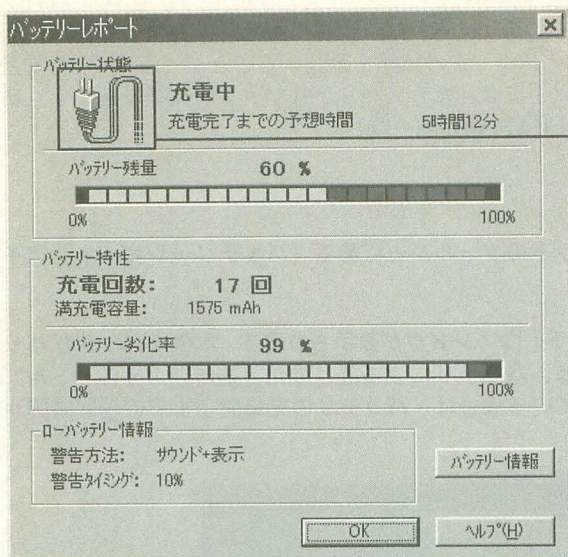 バッテリーレポート
バッテリー状態
充電中
充電完了までの予想時間 5時間12分
バッテリー残量 60 %
0% 100%
バッテリー特性
充電回数: 17 回
満充電容量: 1575 mAh
バッテリー劣化率 99 %
0% 100%
ローバッテリー情報
警告方法: サウンド+表示
警告タイミング: 10%
バッテリー情報
OK ヘルプ(H)